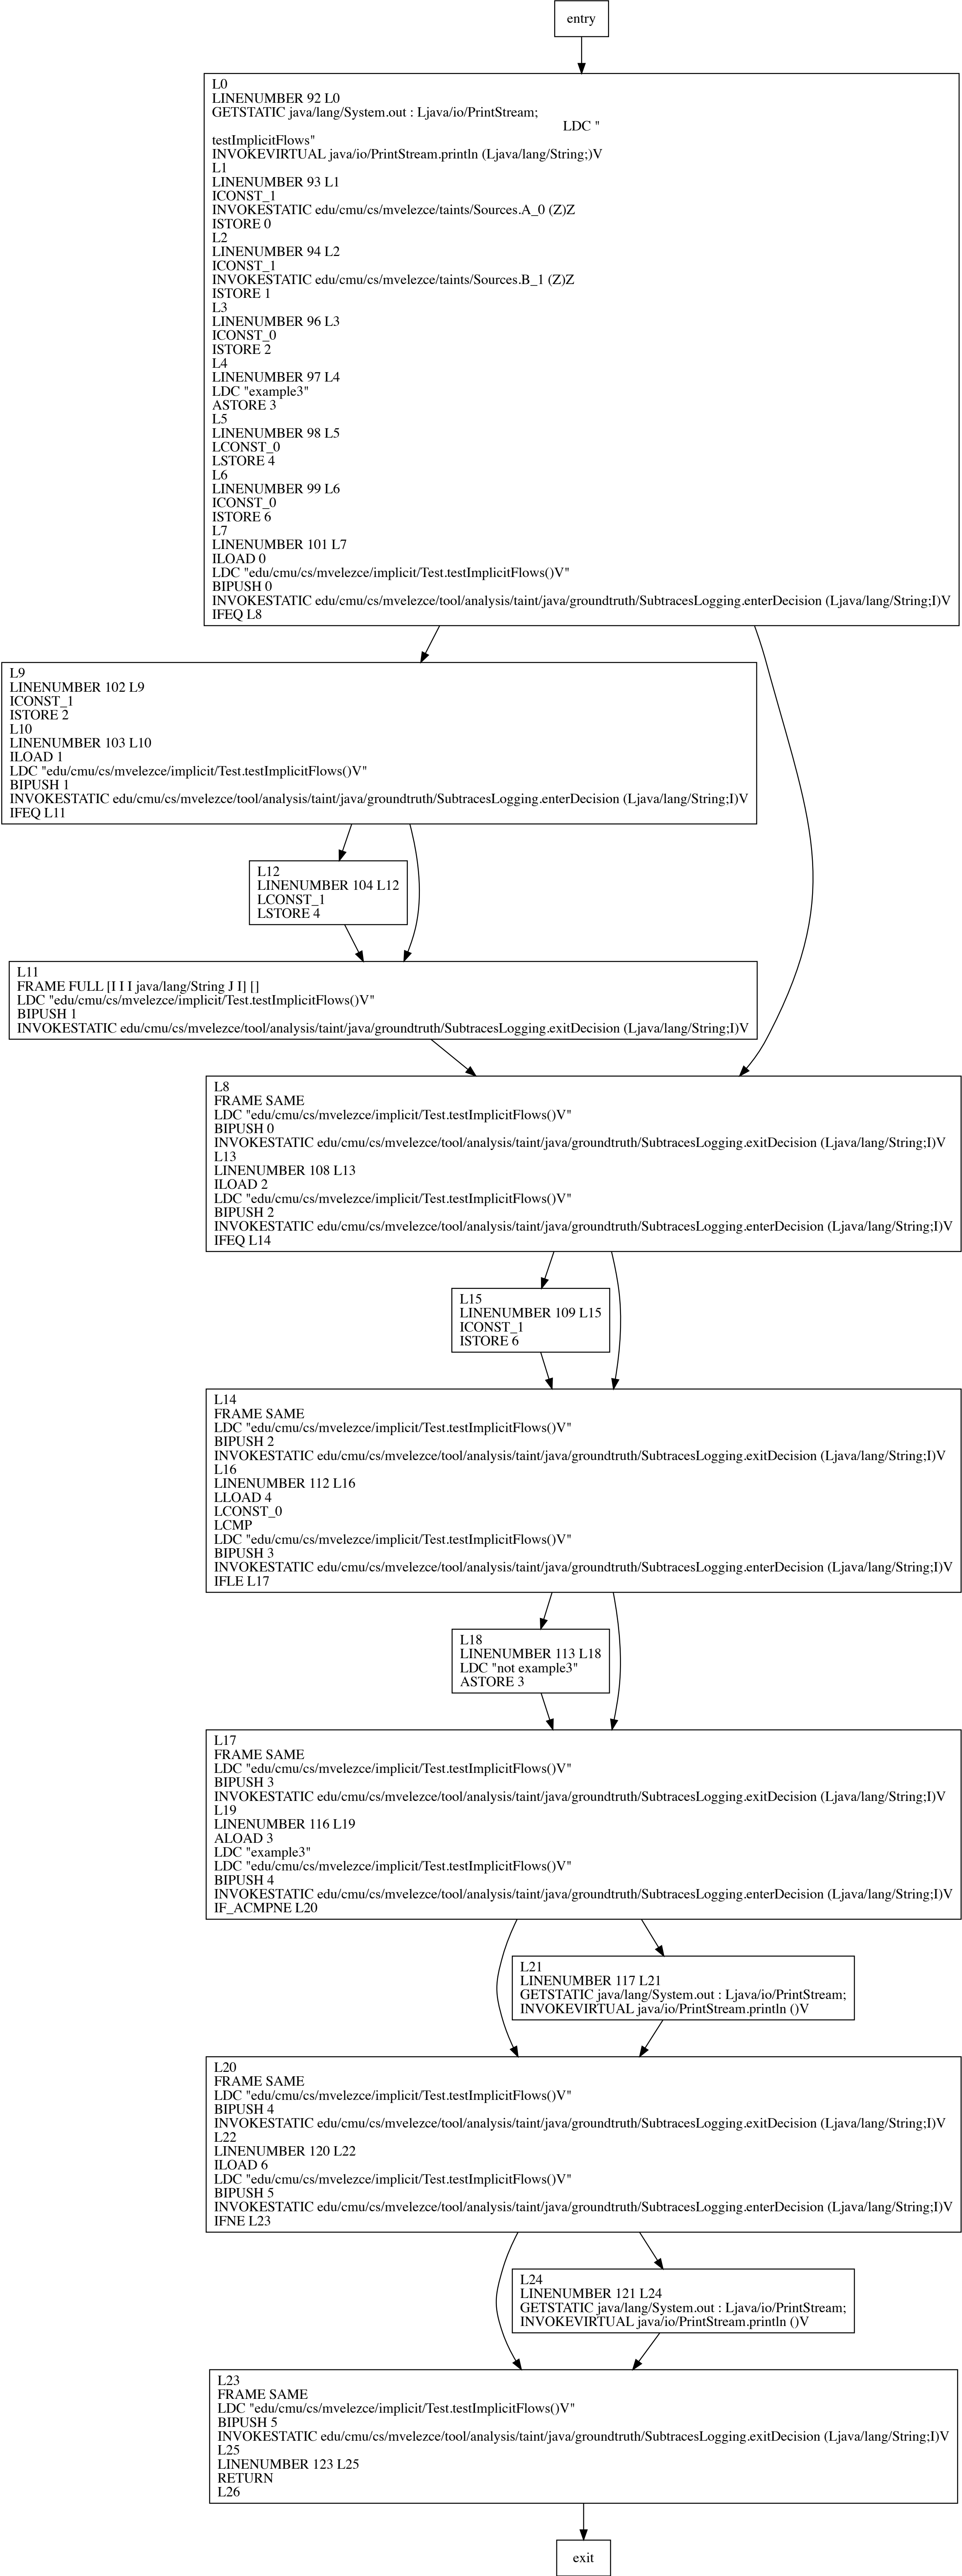 entry
L0
LINENUMBER 92 L0
GETSTATIC java/lang/System.out : Ljava/io/PrintStream;
LDC "
testImplicitFlows"
INVOKEVIRTUAL java/io/PrintStream.println (Ljava/lang/String;)V
L1
LINENUMBER 93 L1
ICONST_1
INVOKESTATIC edu/cmu/cs/mvelezce/taints/Sources.A_0 (Z)Z
ISTORE 0
L2
LINENUMBER 94 L2
ICONST_1
INVOKESTATIC edu/cmu/cs/mvelezce/taints/Sources.B_1 (Z)Z
ISTORE 1
L3
LINENUMBER 96 L3
ICONST_0
ISTORE 2
L4
LINENUMBER 97 L4
LDC "example3"
ASTORE 3
L5
LINENUMBER 98 L5
LCONST_0
LSTORE 4
L6
LINENUMBER 99 L6
ICONST_0
ISTORE 6
L7
LINENUMBER 101 L7
ILOAD 0
LDC "edu/cmu/cs/mvelezce/implicit/Test.testImplicitFlows()V"
BIPUSH 0
INVOKESTATIC edu/cmu/cs/mvelezce/tool/analysis/taint/java/groundtruth/SubtracesLogging.enterDecision (Ljava/lang/String;I)V
IFEQ L8
L9
LINENUMBER 102 L9
ICONST_1
ISTORE 2
L10
LINENUMBER 103 L10
ILOAD 1
LDC "edu/cmu/cs/mvelezce/implicit/Test.testImplicitFlows()V"
BIPUSH 1
INVOKESTATIC edu/cmu/cs/mvelezce/tool/analysis/taint/java/groundtruth/SubtracesLogging.enterDecision (Ljava/lang/String;I)V
IFEQ L11
L12
LINENUMBER 104 L12
LCONST_1
LSTORE 4
L11
FRAME FULL [I I I java/lang/String J I] []
LDC "edu/cmu/cs/mvelezce/implicit/Test.testImplicitFlows()V"
BIPUSH 1
INVOKESTATIC edu/cmu/cs/mvelezce/tool/analysis/taint/java/groundtruth/SubtracesLogging.exitDecision (Ljava/lang/String;I)V
L8
FRAME SAME
LDC "edu/cmu/cs/mvelezce/implicit/Test.testImplicitFlows()V"
BIPUSH 0
INVOKESTATIC edu/cmu/cs/mvelezce/tool/analysis/taint/java/groundtruth/SubtracesLogging.exitDecision (Ljava/lang/String;I)V
L13
LINENUMBER 108 L13
ILOAD 2
LDC "edu/cmu/cs/mvelezce/implicit/Test.testImplicitFlows()V"
BIPUSH 2
INVOKESTATIC edu/cmu/cs/mvelezce/tool/analysis/taint/java/groundtruth/SubtracesLogging.enterDecision (Ljava/lang/String;I)V
IFEQ L14
L15
LINENUMBER 109 L15
ICONST_1
ISTORE 6
L14
FRAME SAME
LDC "edu/cmu/cs/mvelezce/implicit/Test.testImplicitFlows()V"
BIPUSH 2
INVOKESTATIC edu/cmu/cs/mvelezce/tool/analysis/taint/java/groundtruth/SubtracesLogging.exitDecision (Ljava/lang/String;I)V
L16
LINENUMBER 112 L16
LLOAD 4
LCONST_0
LCMP
LDC "edu/cmu/cs/mvelezce/implicit/Test.testImplicitFlows()V"
BIPUSH 3
INVOKESTATIC edu/cmu/cs/mvelezce/tool/analysis/taint/java/groundtruth/SubtracesLogging.enterDecision (Ljava/lang/String;I)V
IFLE L17
L18
LINENUMBER 113 L18
LDC "not example3"
ASTORE 3
L17
FRAME SAME
LDC "edu/cmu/cs/mvelezce/implicit/Test.testImplicitFlows()V"
BIPUSH 3
INVOKESTATIC edu/cmu/cs/mvelezce/tool/analysis/taint/java/groundtruth/SubtracesLogging.exitDecision (Ljava/lang/String;I)V
L19
LINENUMBER 116 L19
ALOAD 3
LDC "example3"
LDC "edu/cmu/cs/mvelezce/implicit/Test.testImplicitFlows()V"
BIPUSH 4
INVOKESTATIC edu/cmu/cs/mvelezce/tool/analysis/taint/java/groundtruth/SubtracesLogging.enterDecision (Ljava/lang/String;I)V
IF_ACMPNE L20
L21
LINENUMBER 117 L21
GETSTATIC java/lang/System.out : Ljava/io/PrintStream;
INVOKEVIRTUAL java/io/PrintStream.println ()V
L20
FRAME SAME
LDC "edu/cmu/cs/mvelezce/implicit/Test.testImplicitFlows()V"
BIPUSH 4
INVOKESTATIC edu/cmu/cs/mvelezce/tool/analysis/taint/java/groundtruth/SubtracesLogging.exitDecision (Ljava/lang/String;I)V
L22
LINENUMBER 120 L22
ILOAD 6
LDC "edu/cmu/cs/mvelezce/implicit/Test.testImplicitFlows()V"
BIPUSH 5
INVOKESTATIC edu/cmu/cs/mvelezce/tool/analysis/taint/java/groundtruth/SubtracesLogging.enterDecision (Ljava/lang/String;I)V
IFNE L23
L24
LINENUMBER 121 L24
GETSTATIC java/lang/System.out : Ljava/io/PrintStream;
INVOKEVIRTUAL java/io/PrintStream.println ()V
L23
FRAME SAME
LDC "edu/cmu/cs/mvelezce/implicit/Test.testImplicitFlows()V"
BIPUSH 5
INVOKESTATIC edu/cmu/cs/mvelezce/tool/analysis/taint/java/groundtruth/SubtracesLogging.exitDecision (Ljava/lang/String;I)V
L25
LINENUMBER 123 L25
RETURN
L26
exit